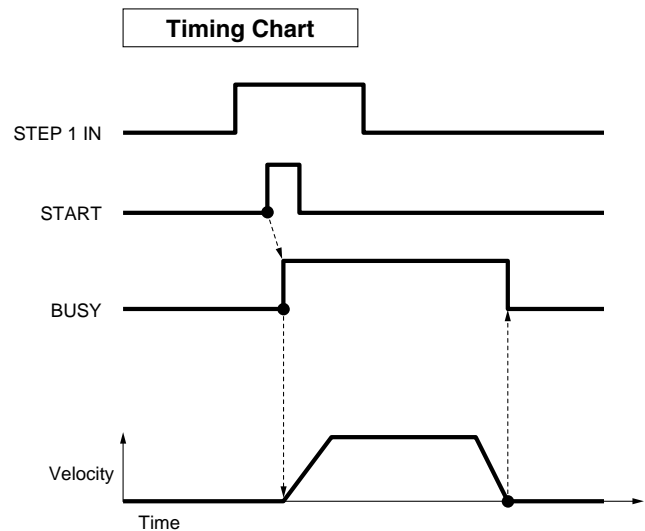 Timing Chart
STEP 1 IN
START
BUSY
Velocity
Time